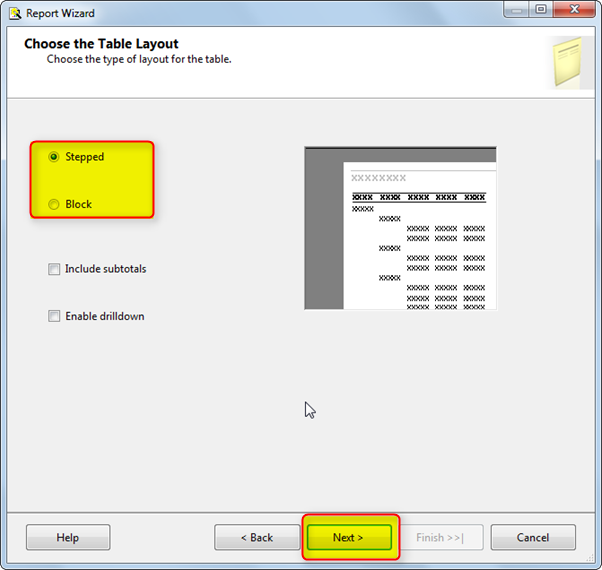 Report Wizard
Choose the Table Layout
Choose the type of layout for the table.
Stepped
Block
Include subtotals
Enable drilldown
XXXXXXXX
XXXX XXXX XXXX XXXX XXXX
XXXXX
XXXXX
XXXXX XXXXX XXXXX
XXXXX XXXXX XXXXX
XXXXX
XXXXX XXXXX XXXXX
XXXXX XXXXX XXXXX
XXXXX
XXXXX XXXXX XXXXX
XXXXX XXXXX XXXXX
XXXXX XXXXX XXXXX
Help
< Back
Next >
Finish >>|
Cancel